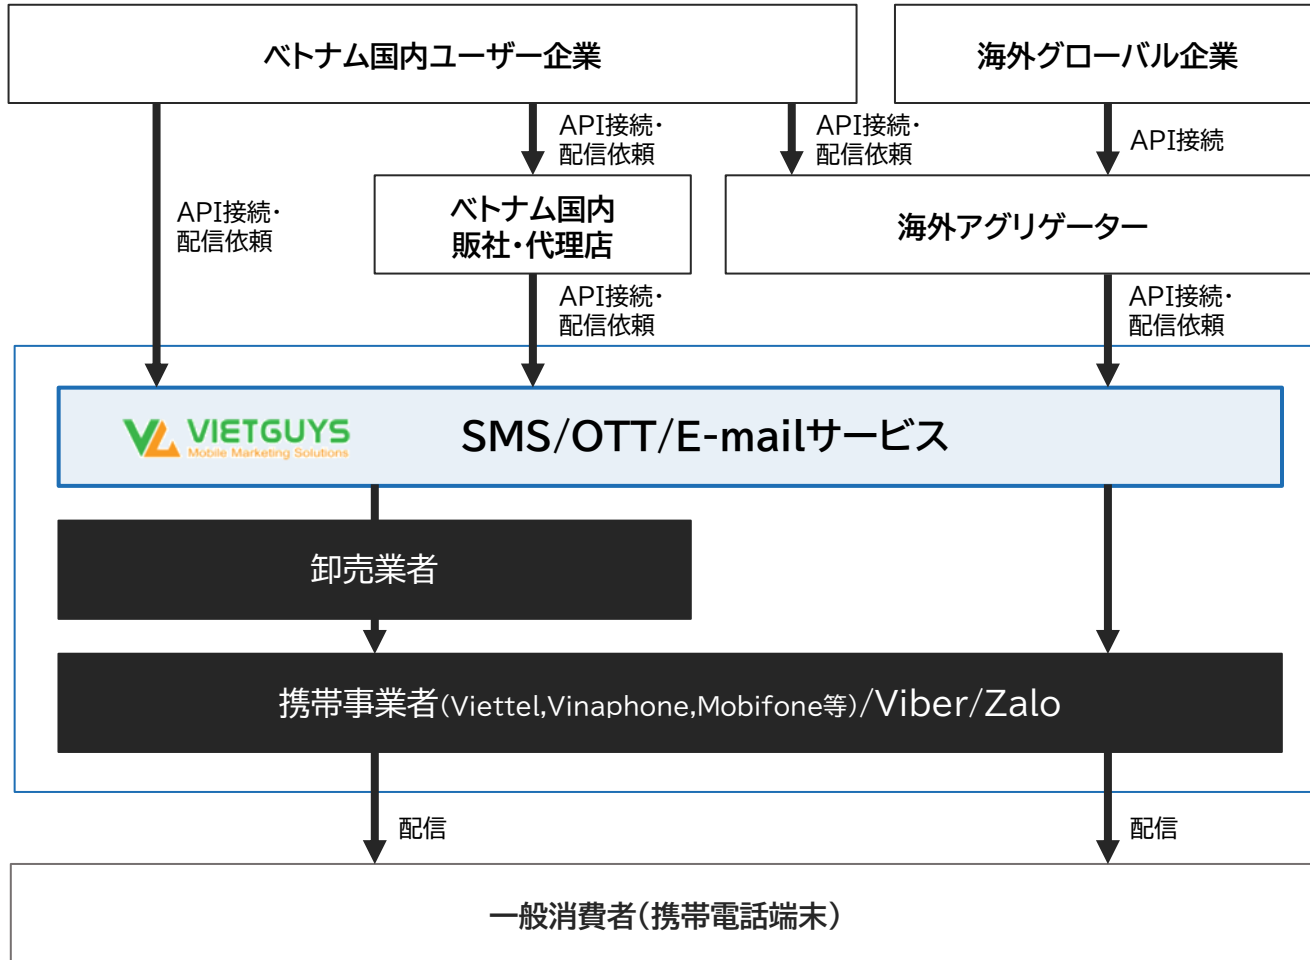 ベトナム国内ユーザー企業
海外グローバル企業
API接続・
配信依頼
API接続・
配信依頼
API接続
API接続・
配信依頼
ベトナム国内
販社・代理店
海外アグリゲーター
API接続・
配信依頼
API接続・
配信依頼
VIETGUYS
Mobile Marketing Solutions
SMS/OTT/E-mailサービス
卸売業者
携帯事業者(Viettel,Vinaphone,Mobifone等)/Viber/Zalo
配信
配信
一般消費者(携帯電話端末)